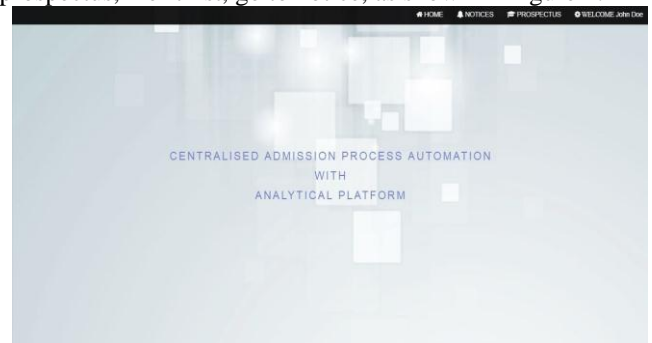 HOME NOTICES PROSPECTUS WELCOME John Doe
CENTRALISED ADMISSION PROCESS AUTOMATION
WITH
ANALYTICAL PLATFORM